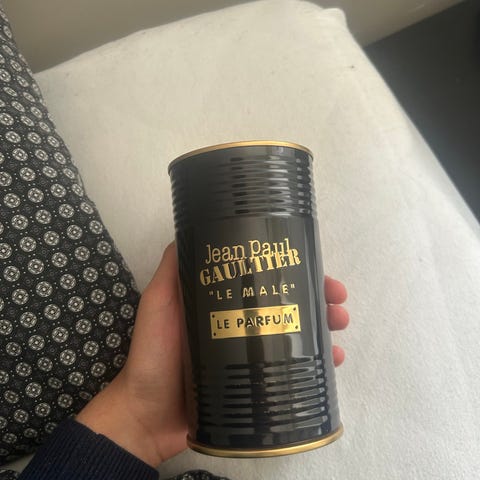 Jean Paul
GAULTIER
"LE MALE"
LE PARFUM